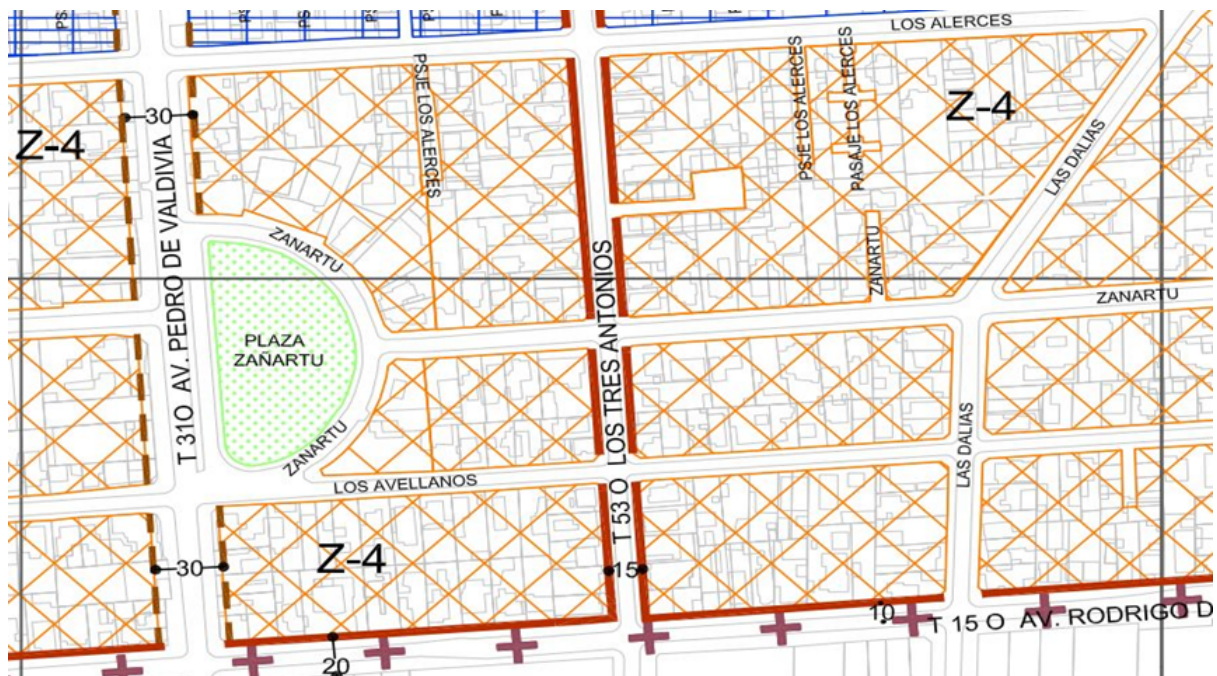 LOS ALERCES
PSJE LOS ALERCES
PSJE LOS ALERCES
PASAJE LOS ALERCES
Z-4
Z-4
30
T 31O AV. PEDRO DE VALDIVIA
LAS DALIAS
ZANARTU
ZANARTU
ZANARTU
PLAZA
ZAÑARTU
T 53 O LOS TRES ANTONIOS
ZANARTU
LAS DALIAS
LOS AVELLANOS
Z-4
30
15
10
T 15 O AV. RODRIGO D
20